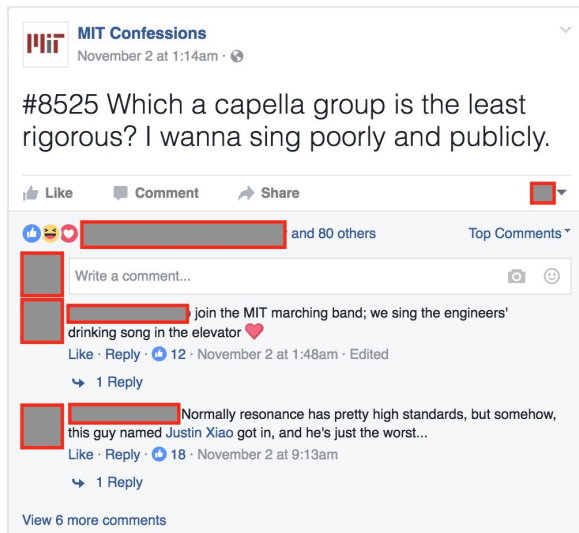 MIT
MIT Confessions
November 2 at 1:14am ·
#8525 Which a capella group is the least
rigorous? I wanna sing poorly and publicly.
Like Comment Share
and 80 others Top Comments
Write a comment...
join the MIT marching band; we sing the engineers'
drinking song in the elevator
Like · Reply · 12 · November 2 at 1:48am · Edited
1 Reply
Normally resonance has pretty high standards, but somehow,
this guy named Justin Xiao got in, and he's just the worst...
Like · Reply · 18 · November 2 at 9:13am
1 Reply
View 6 more comments